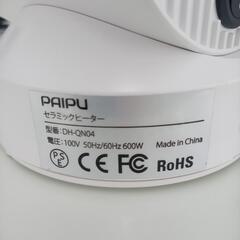 PAIPU
セラミックヒーター
型番: DH-QN04
電圧: 100V 50Hz/60Hz 600W
Made in China
PSE CE FC RoHS